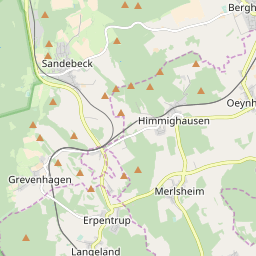 Bergh
Sandebeck
Oeynh
Himmighausen
Grevenhagen
Merlsheim
Erpentrup
Langeland